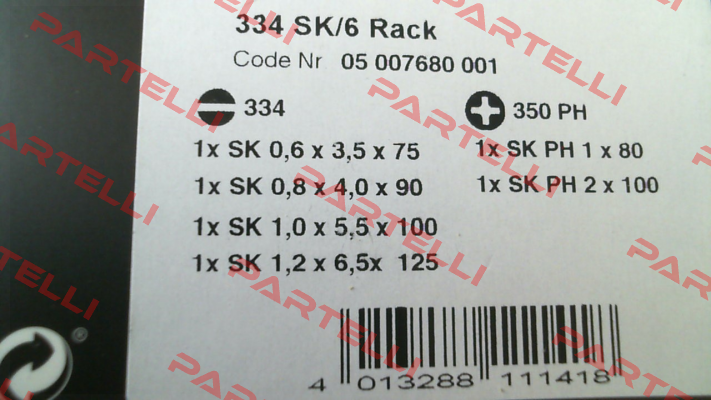 334 SK/6 Rack
Code Nr 05 007680 001
334
350 PH
1x SK 0,6 x 3,5 x 75
1x SK PH 1 x 80
1x SK 0,8 x 4,0 x 90
1x SK PH 2 x 100
1x SK 1,0 x 5,5 x 100
1x SK 1,2 x 6,5x 125
4 013288 111418
PARTELLI
PARTELLI
PARTELLI
PARTELLI
PARTELLI
PARTELLI
PARTELLI
PARTELLI
PARTELLI